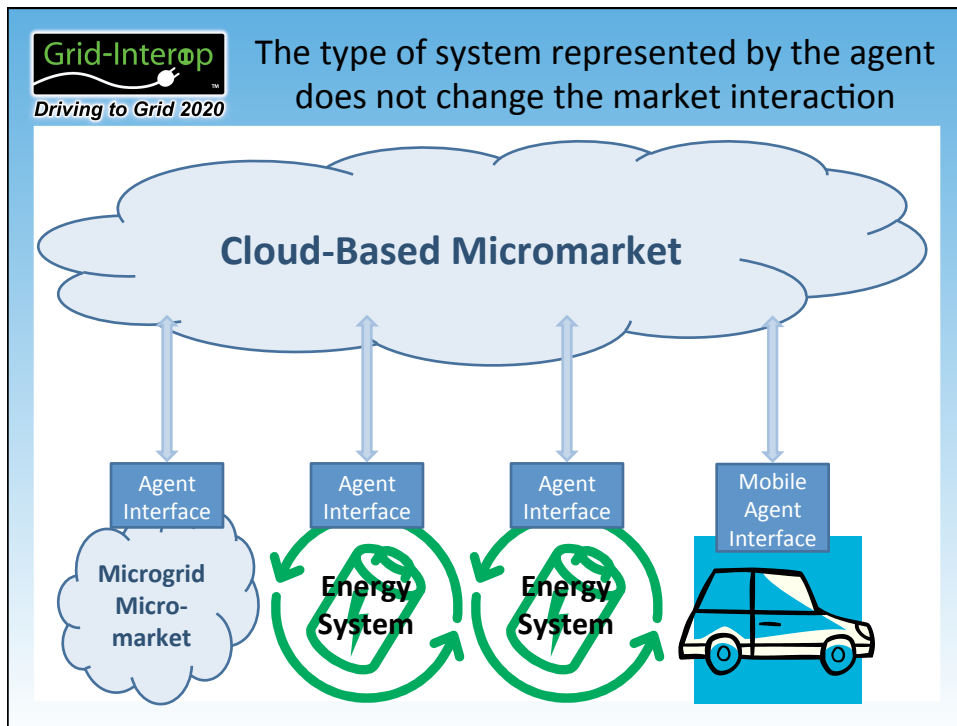 Grid-Interop
TM
Driving to Grid 2020
The type of system represented by the agent
does not change the market interaction
Cloud-Based Micromarket
Agent
Interface
Agent
Interface
Agent
Interface
Mobile
Agent
Interface
Microgrid
Micro-
market
Energy
System
Energy
System